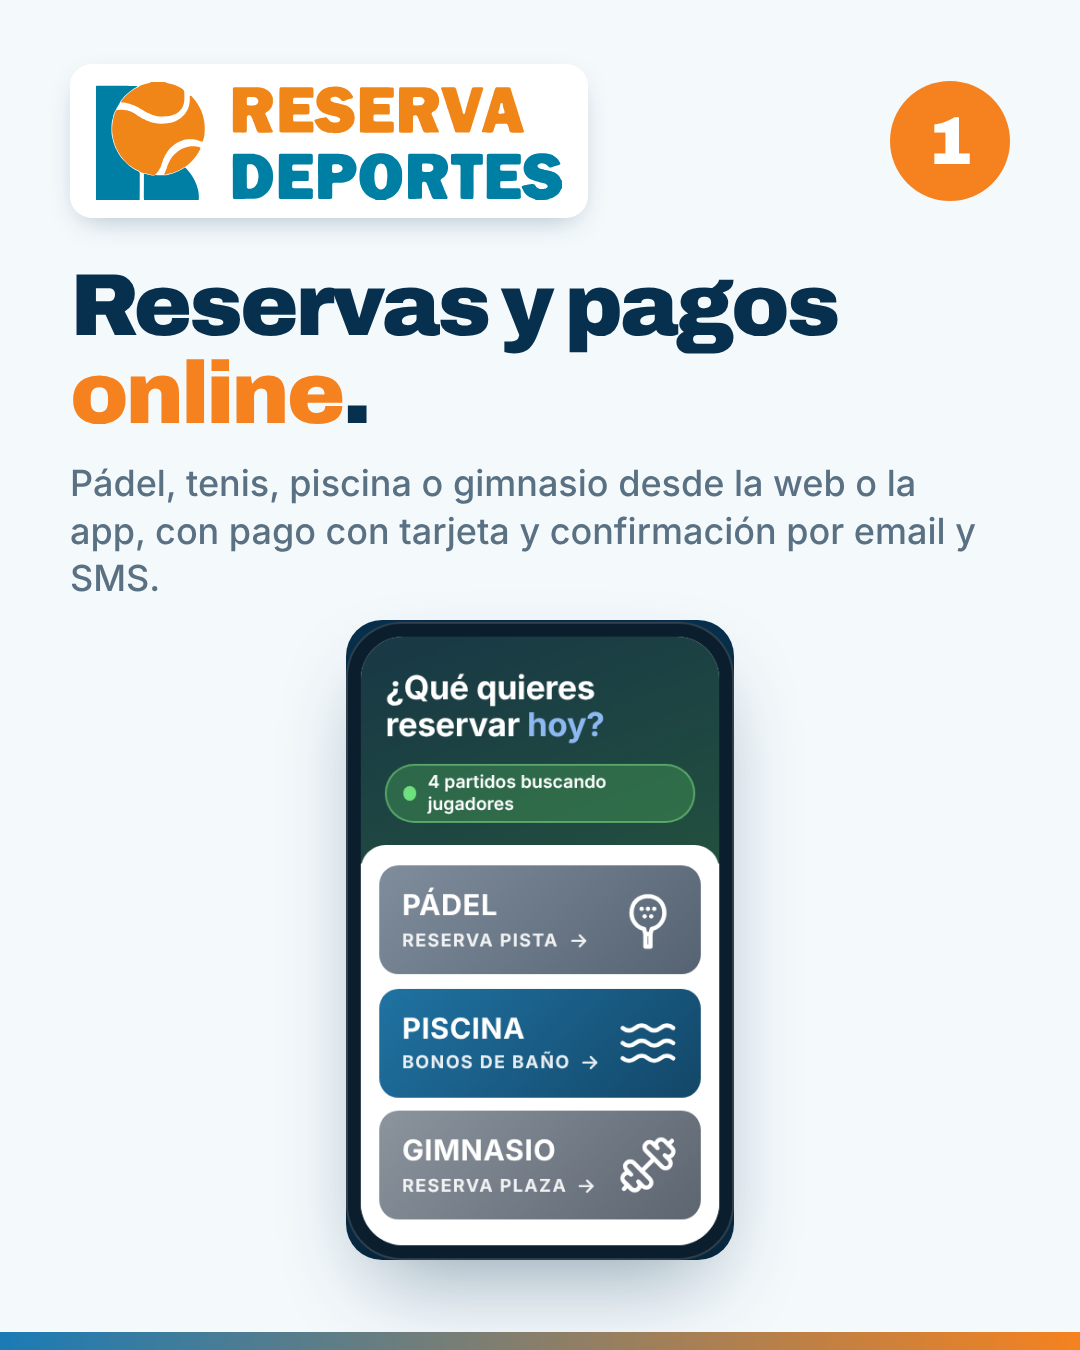 RESERVA
DEPORTES
1
Reservas y pagos
online.
Pádel, tenis, piscina o gimnasio desde la web o la
app, con pago con tarjeta y confirmación por email y
SMS.
¿Qué quieres
reservar hoy?
4 partidos buscando
jugadores
PÁDEL
RESERVA PISTA →
PISCINA
BONOS DE BAÑO →
GIMNASIO
RESERVA PLAZA →